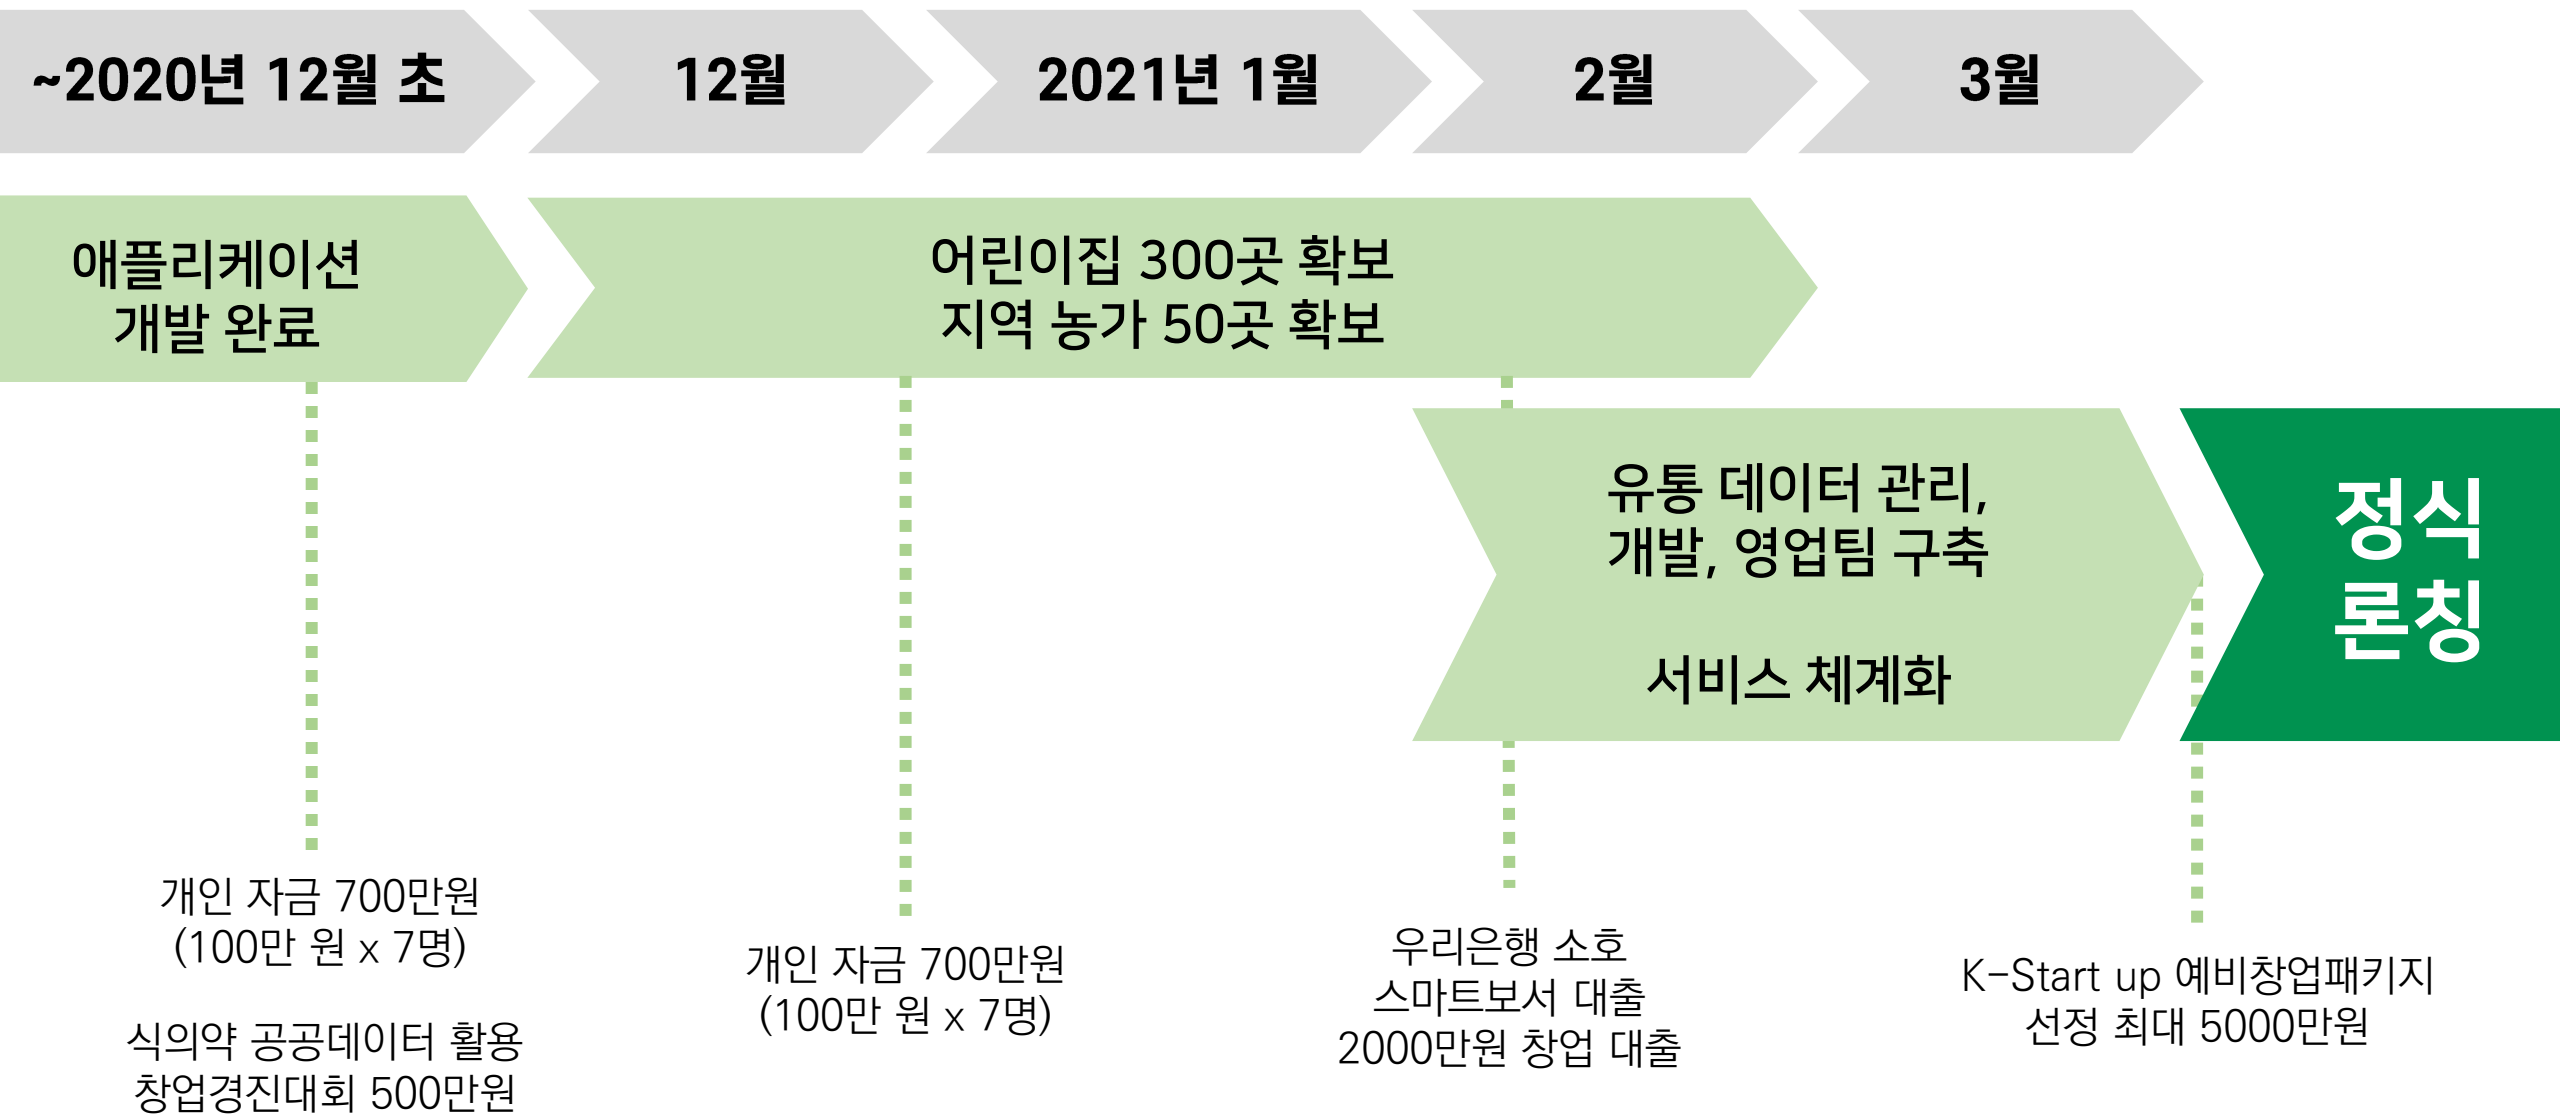 ~2020년 12월 초
12월
2021년 1월
2월
3월
애플리케이션
개발 완료
어린이집 300곳 확보
지역 농가 50곳 확보
유통 데이터 관리,
개발, 영업팀 구축
서비스 체계화
정식
론칭
개인 자금 700만원
(100만 원 x 7명)
식의약 공공데이터 활용
창업경진대회 500만원
개인 자금 700만원
(100만 원 x 7명)
우리은행 소호
스마트보서 대출
2000만원 창업 대출
K-Start up 예비창업패키지
선정 최대 5000만원